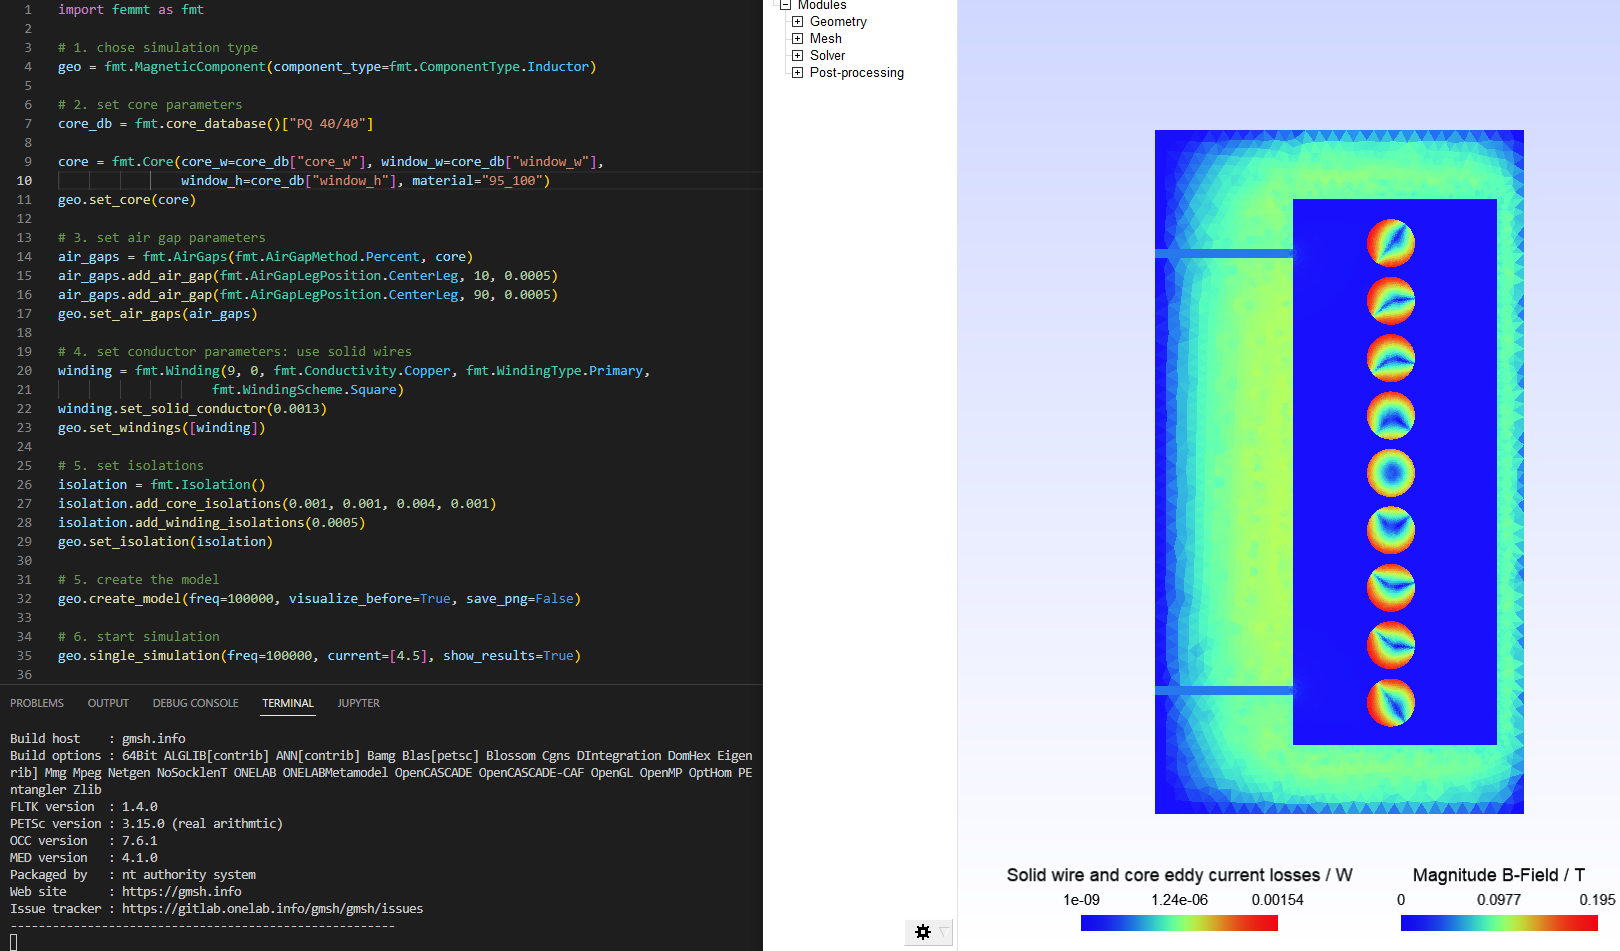 1 import femmt as fmt
2
3 # 1. chose simulation type
4 geo = fmt.MagneticComponent(component_type=fmt.ComponentType.Inductor)
5
6 # 2. set core parameters
7 core_db = fmt.core_database()["PQ 40/40"]
8
9 core = fmt.Core(core_w=core_db["core_w"], window_w=core_db["window_w"],
10 window_h=core_db["window_h"], material="95_100")
11 geo.set_core(core)
12
13 # 3. set air gap parameters
14 air_gaps = fmt.AirGaps(fmt.AirGapMethod.Percent, core)
15 air_gaps.add_air_gap(fmt.AirGapLegPosition.CenterLeg, 10, 0.0005)
16 air_gaps.add_air_gap(fmt.AirGapLegPosition.CenterLeg, 90, 0.0005)
17 geo.set_air_gaps(air_gaps)
18
19 # 4. set conductor parameters: use solid wires
20 winding = fmt.Winding(9, 0, fmt.Conductivity.Copper, fmt.WindingType.Primary,
21 fmt.WindingScheme.Square)
22 winding.set_solid_conductor(0.0013)
23 geo.set_windings([winding])
24
25 # 5. set isolations
26 isolation = fmt.Isolation()
27 isolation.add_core_isolations(0.001, 0.001, 0.004, 0.001)
28 isolation.add_winding_isolations(0.0005)
29 geo.set_isolation(isolation)
30
31 # 5. create the model
32 geo.create_model(freq=100000, visualize_before=True, save_png=False)
33
34 # 6. start simulation
35 geo.single_simulation(freq=100000, current=[4.5], show_results=True)
36
PROBLEMS OUTPUT DEBUG CONSOLE TERMINAL JUPYTER
Build host : gmsh.info
Build options : 64Bit ALGLIB[contrib] ANN[contrib] Bamg Blas[petsc] Blossom Cgns DIntegration DomHex Eigen
rib] Mmg Mpeg Netgen NoSocklenT ONELAB ONELABMetamodel OpenCASCADE OpenCASCADE-CAF OpenGL OpenMP OptHom PE
ntangler Zlib
FLTK version : 1.4.0
PETSc version : 3.15.0 (real arithmtic)
OCC version : 7.6.1
MED version : 4.1.0
Packaged by : nt authority system
Web site : https://gmsh.info
Issue tracker : https://gitlab.onelab.info/gmsh/gmsh/issues
-------------------------------------------------------
Modules
Geometry
Mesh
Solver
Post-processing
Solid wire and core eddy current losses / W
1e-09 1.24e-06 0.00154
Magnitude B-Field / T
0 0.0977 0.195